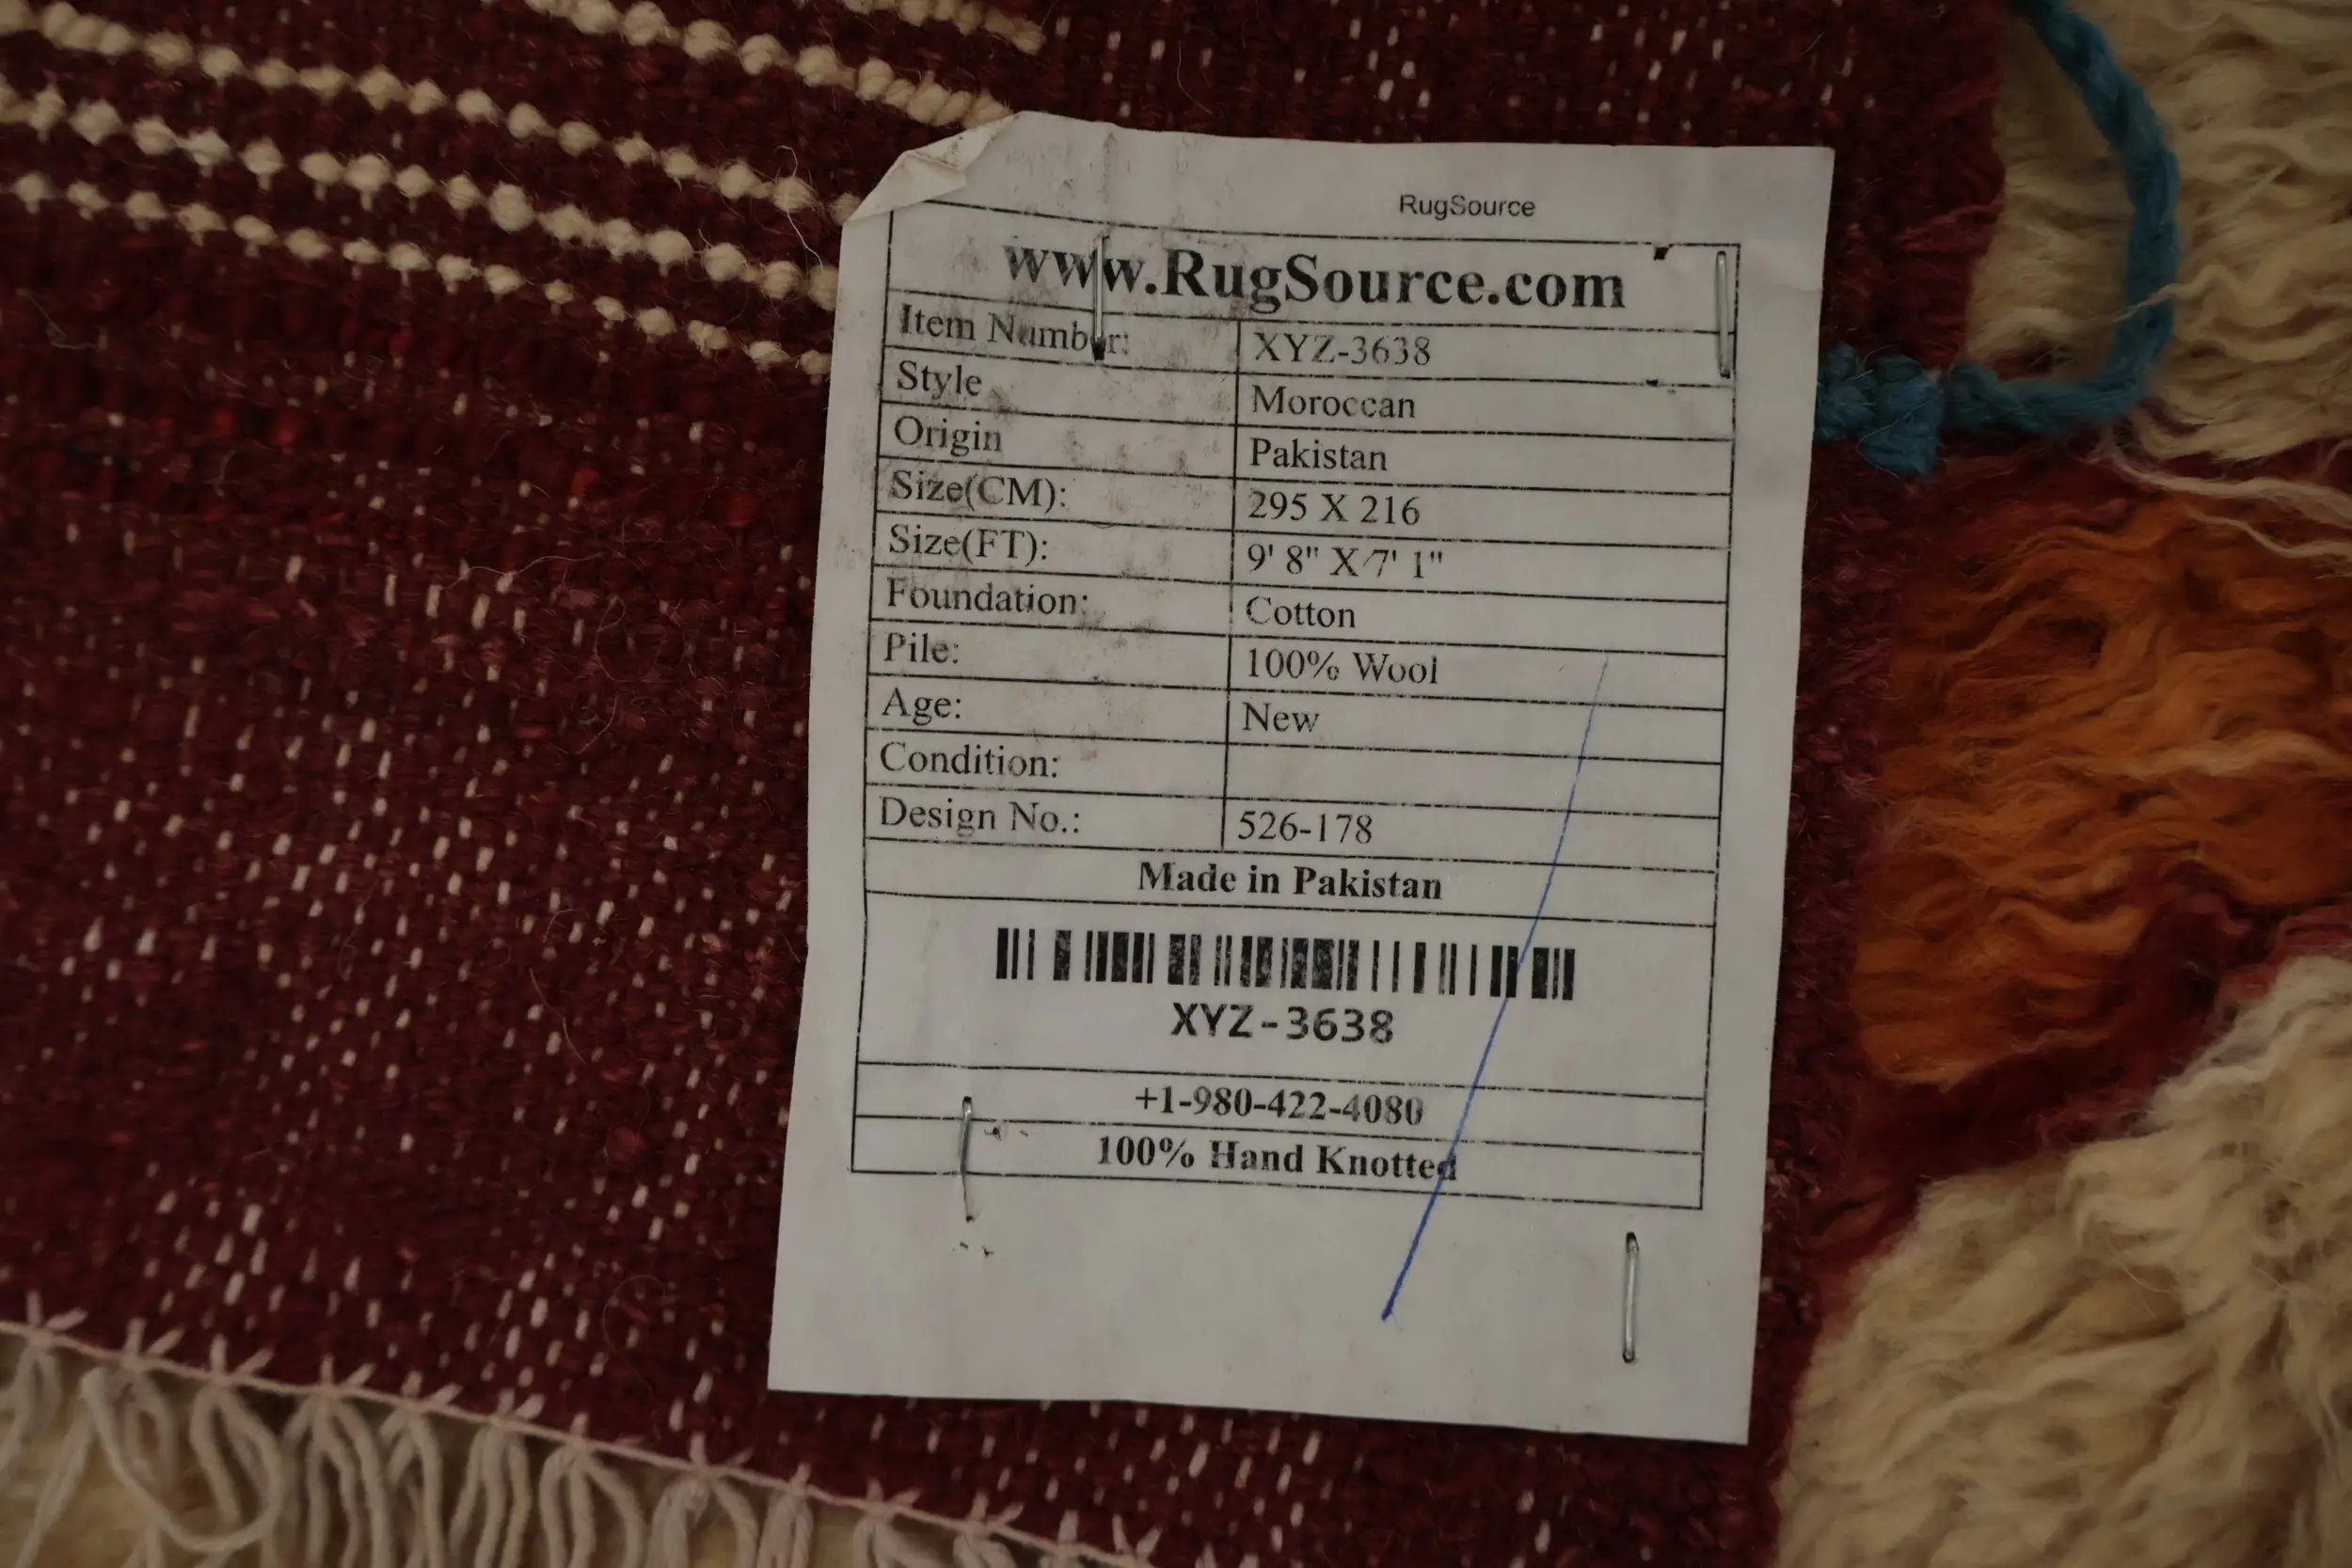 RugSource
www.RugSource.com
Item Number: XYZ-3638
Style Moroccan
Origin Pakistan
Size(CM): 295 X 216
Size(FT): 9' 8" X 7' 1"
Foundation: Cotton
Pile: 100% Wool
Age: New
Condition:
Design No.: 526-178
Made in Pakistan
XYZ-3638
+1-980-422-4080
100% Hand Knotted